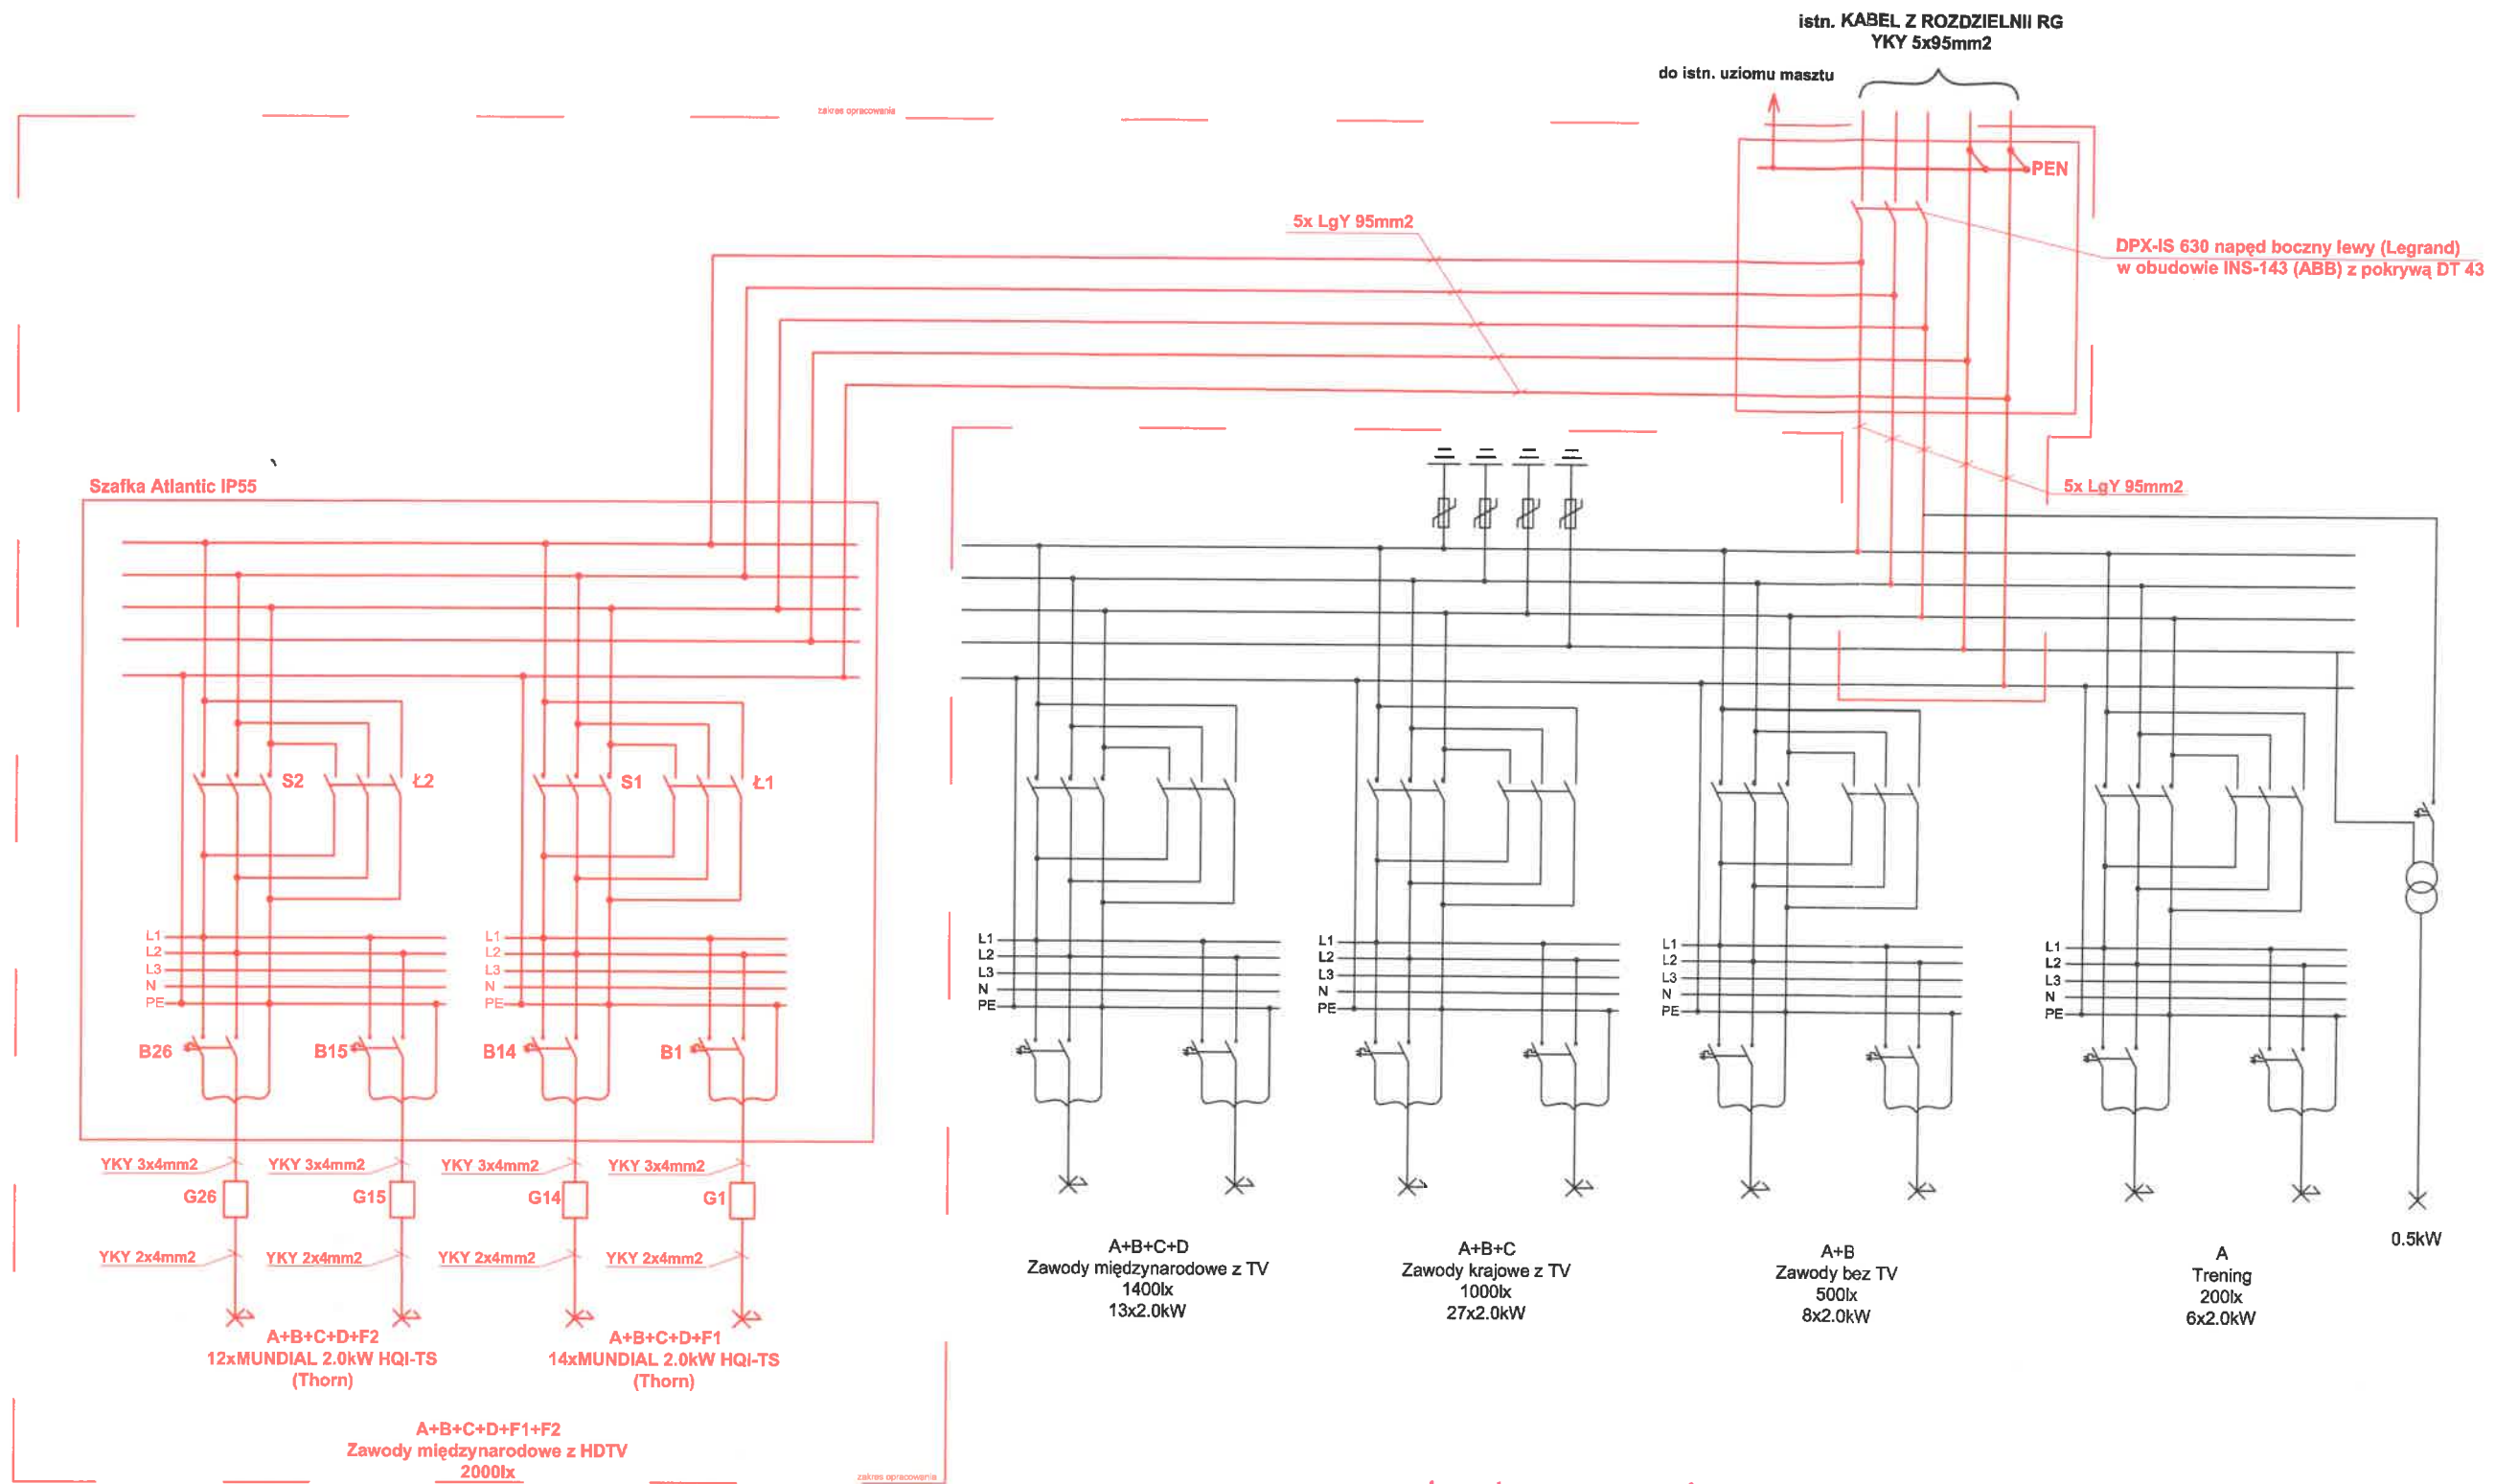 istn. KABEL Z ROZDZIELNII RG
YKY 5x95mm2
do istn. uziomu masztu
zakres opracowania
PEN
5x LgY 95mm2
DPX-IS 630 napęd boczny lewy (Legrand)
w obudowie INS-143 (ABB) z pokrywą DT 43
Szafka Atlantic IP55
5x LgY 95mm2
S2
Ł2
S1
Ł1
L1
L2
L3
N
PE
L1
L2
L3
N
PE
L1
L2
L3
N
PE
L1
L2
L3
N
PE
L1
L2
L3
N
PE
L1
L2
L3
N
PE
B26
B15
B14
B1
YKY 3x4mm2
YKY 3x4mm2
YKY 3x4mm2
YKY 3x4mm2
G26
G15
G14
G1
YKY 2x4mm2
YKY 2x4mm2
YKY 2x4mm2
YKY 2x4mm2
A+B+C+D+F2
12xMUNDIAL 2.0kW HQI-TS
(Thorn)
A+B+C+D+F1
14xMUNDIAL 2.0kW HQI-TS
(Thorn)
A+B+C+D
Zawody międzynarodowe z TV
1400lx
13x2.0kW
A+B+C
Zawody krajowe z TV
1000lx
27x2.0kW
A+B
Zawody bez TV
500lx
8x2.0kW
A
Trening
200lx
6x2.0kW
0.5kW
A+B+C+D+F1+F2
Zawody międzynarodowe z HDTV
2000lx
zakres opracowania